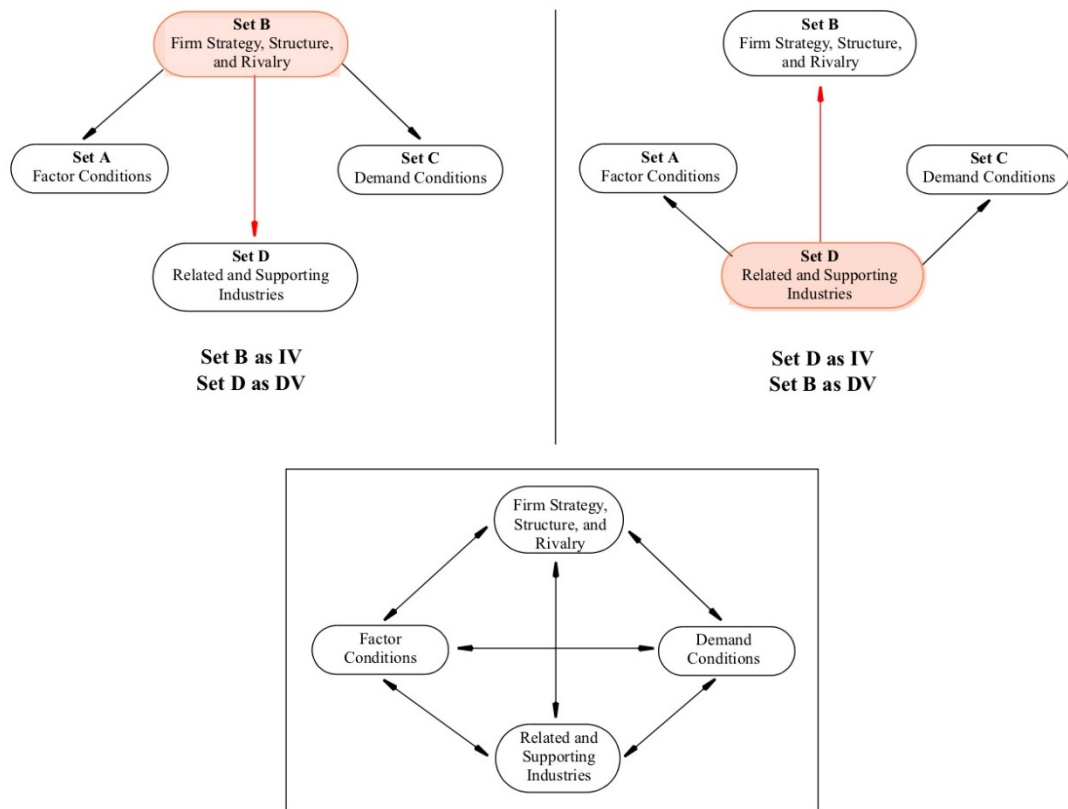 Set B
Firm Strategy, Structure,
and Rivalry
Set A
Factor Conditions
Set C
Demand Conditions
Set D
Related and Supporting
Industries
Set B as IV
Set D as DV
Set B
Firm Strategy, Structure,
and Rivalry
Set A
Factor Conditions
Set C
Demand Conditions
Set D
Related and Supporting
Industries
Set D as IV
Set B as DV
Firm Strategy,
Structure, and
Rivalry
Factor
Conditions
Demand
Conditions
Related and
Supporting
Industries